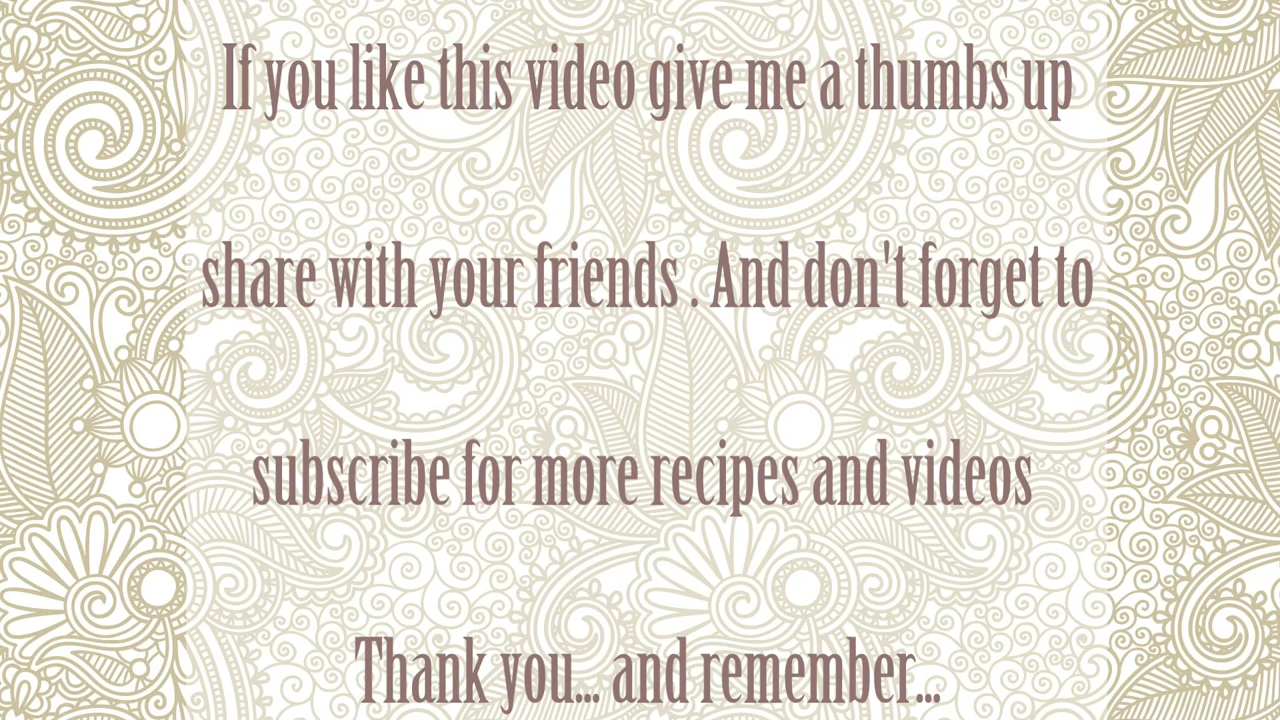 If you like this video give me a thumbs up
share with your friends . And don't forget to
subscribe for more recipes and videos
Thank you... and remember...